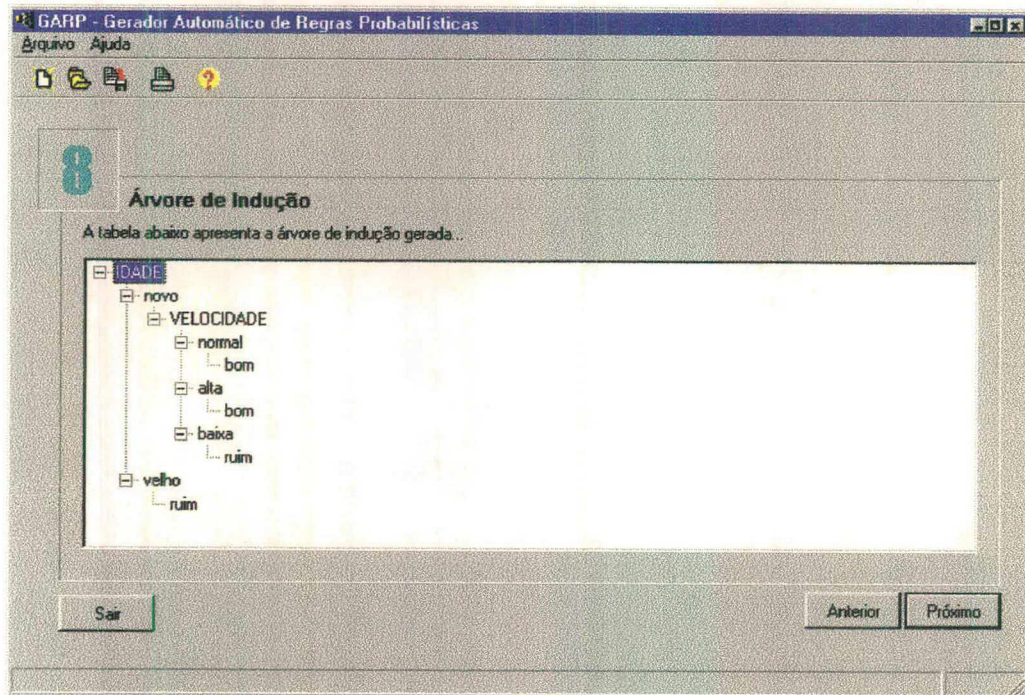 GARP - Gerador Automático de Regras Probabilísticas
Arquivo Ajuda
8
Árvore de Indução
A tabela abaixo apresenta a árvore de indução gerada...
IDADE
novo
VELOCIDADE
normal
bom
alta
bom
baixa
ruim
velho
ruim
Sair
Anterior
Próximo